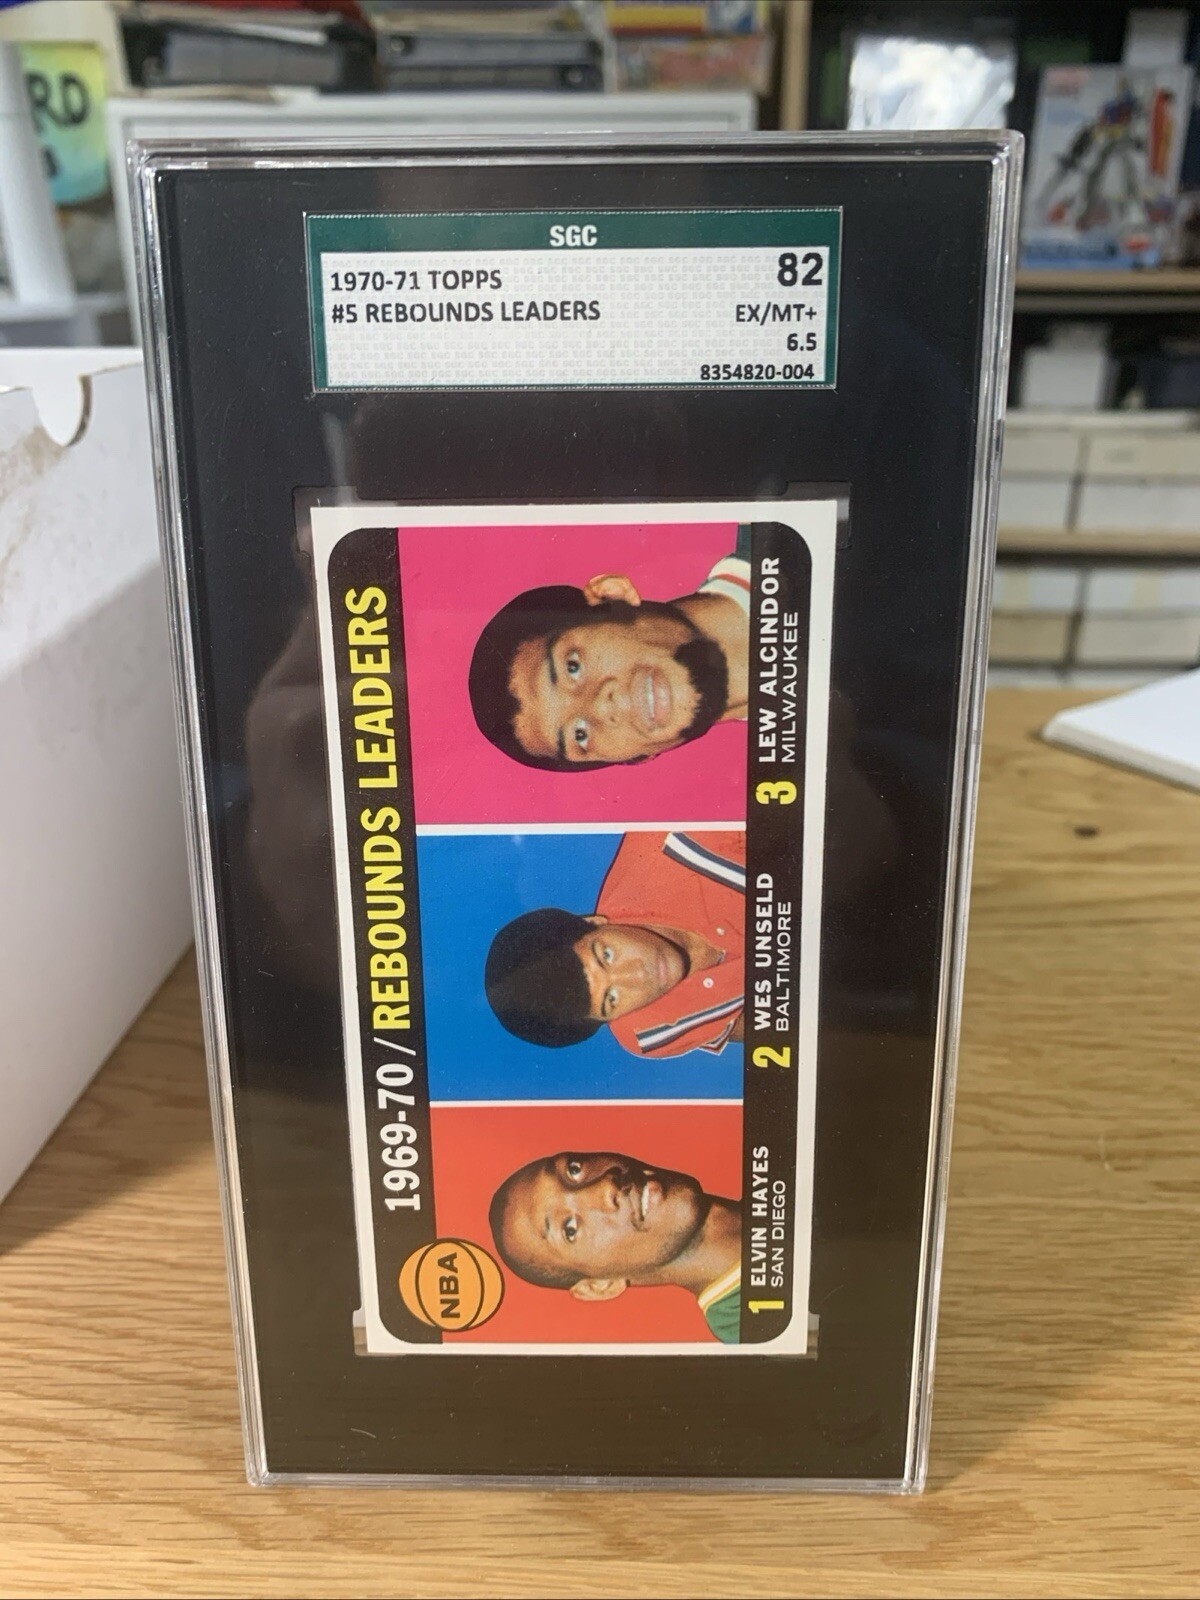 RD
SGC
1970-71 TOPPS
82
#5 REBOUNDS LEADERS
EX/MT+
6.5
8354820-004
1969-70/REBOUNDS LEADERS
NBA
1 ELVIN HAYES
SAN DIEGO
2 WES UNSELD
BALTIMORE
3 LEW ALCINDOR
MILWAUKEE